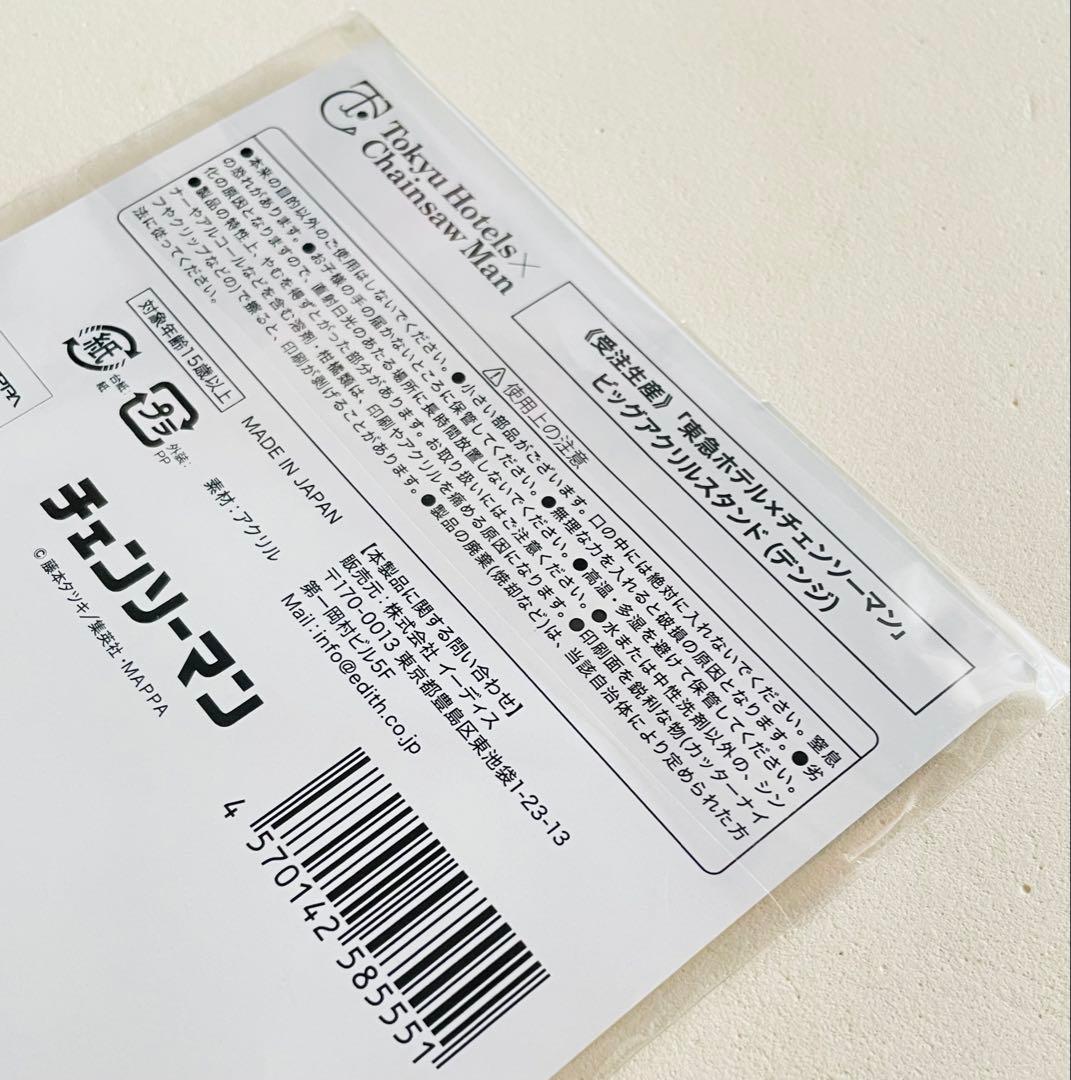 Tokyu Hotels×
Chainsaw Man
《受注生産》「東急ホテル×チェンソーマン」
ビッグアクリルスタンド（デンジ）
⚠使用上の注意
●本来の目的以外のご使用はしないでください。●小さい部品がございます。口の中には絶対に入れないでください。窒息
の恐れがあります。●お子様の手の届かないところに保管してください。●無理な力を入れると破損の原因となります。●劣
化の原因となりますので、直射日光のあたる場所に長時間放置しないでください。●高温・多湿を避けて保管してください。
●製品の特性上、やむを得ずとがった部分があります。お取り扱いにはご注意ください。●水または中性洗剤以外の、シン
ナーやアルコールなどを含む溶剤・柑橘類は、印刷やアクリルを痛める原因になります。●印刷面を鋭利な物(カッターナイ
フやクリップなどの)で擦ると、印刷が剥げることがあります。●製品の廃棄(焼却など)は、当該自治体により定められた方
法に従ってください。
対象年齢15歳以上
MADE IN JAPAN
紙
台紙：
紙
プラ
外装：
PP
素材：アクリル
【本製品に関する問い合わせ】
販売元：株式会社 イーディス
〒170-0013 東京都豊島区東池袋1-23-13
第一岡村ビル5F
Mail：info@edith.co.jp
チェンソーマン
©藤本タツキ/集英社・MAPPA
4 570142 585551